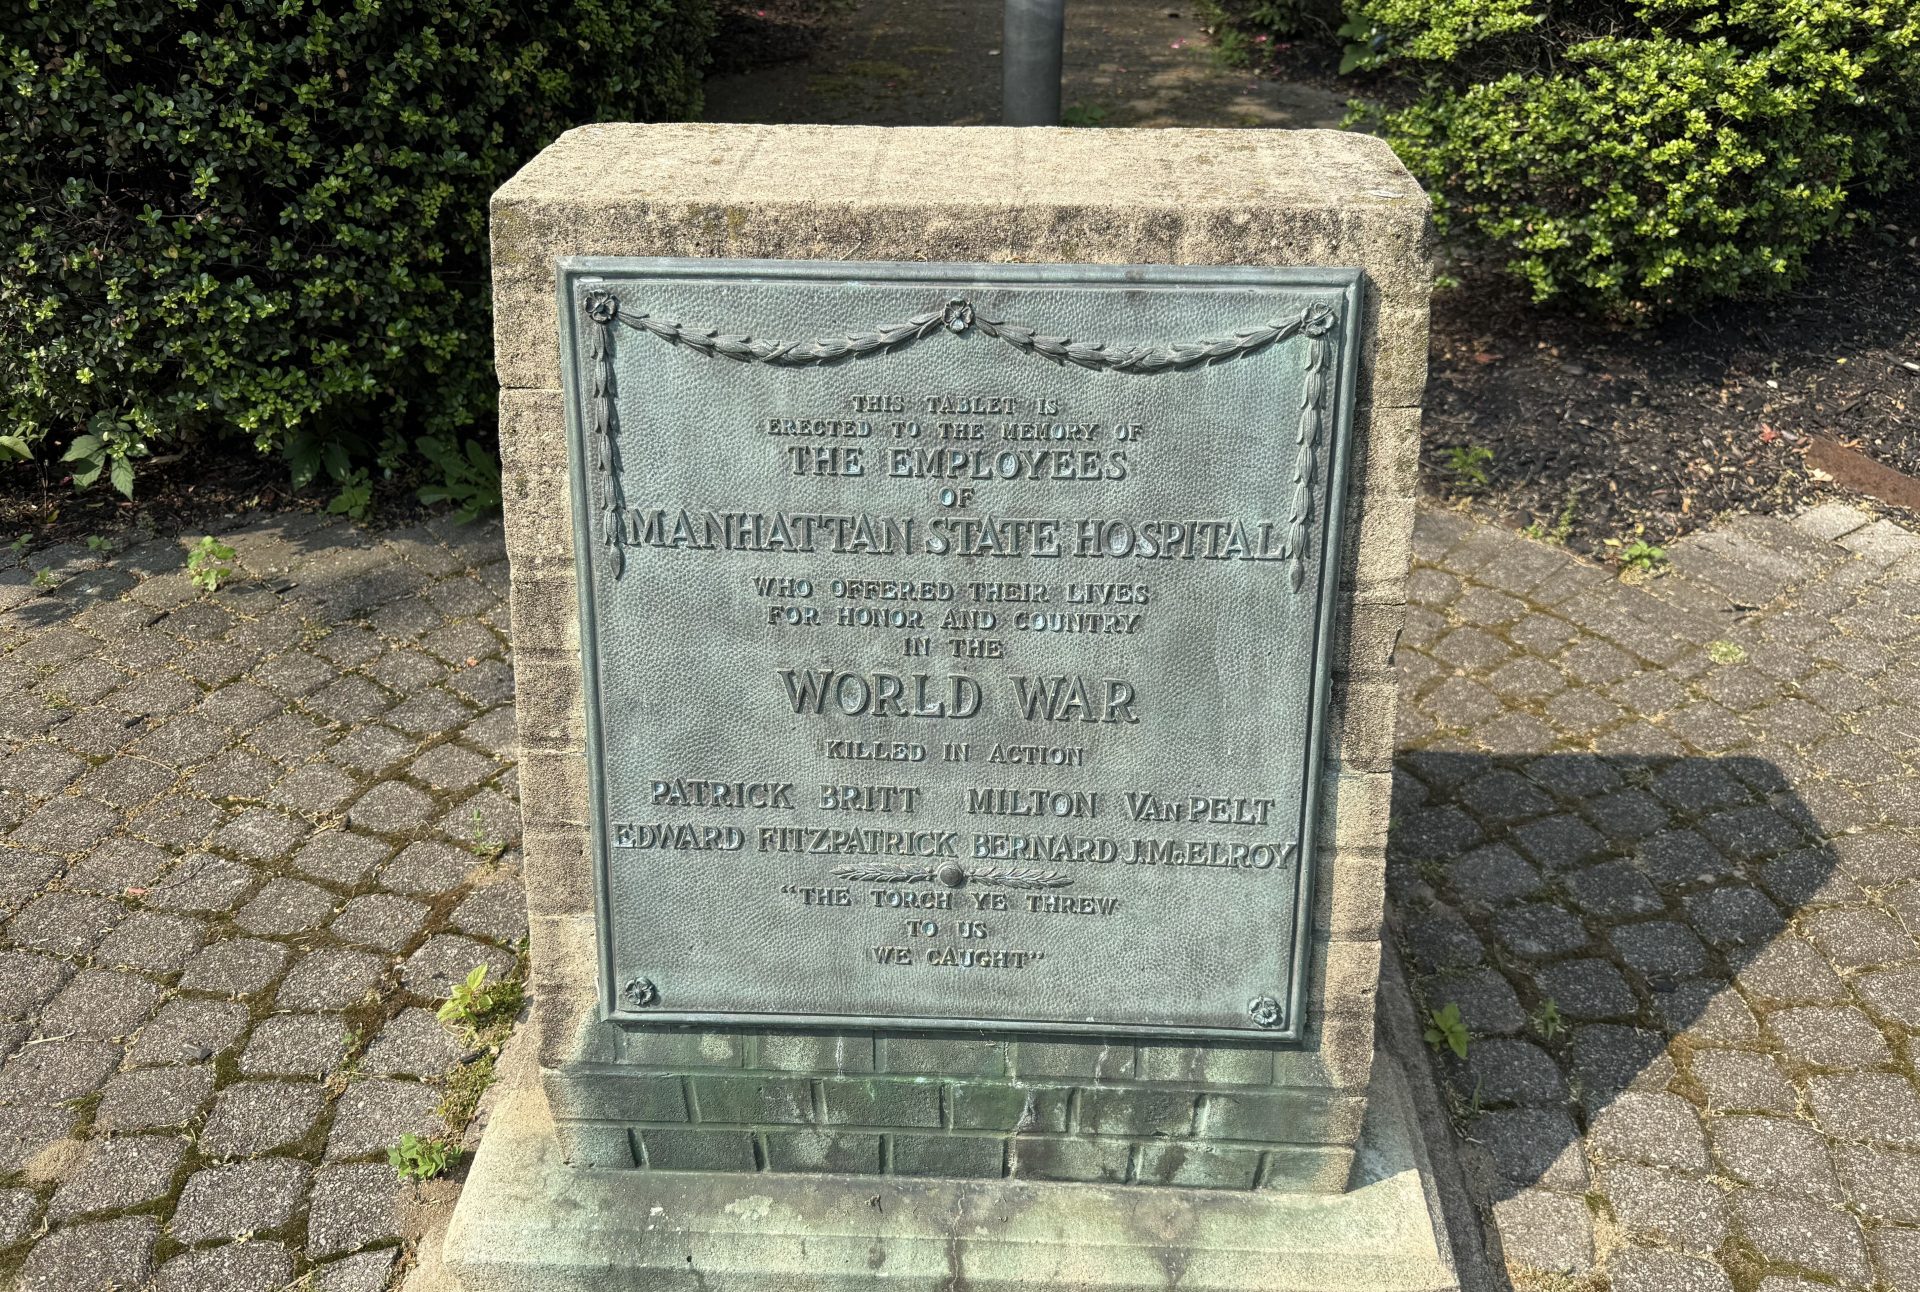 THIS TABLET IS
ERECTED TO THE MEMORY OF
THE EMPLOYEES
OF
MANHATTAN STATE HOSPITAL
WHO OFFERED THEIR LIVES
FOR HONOR AND COUNTRY
IN THE
WORLD WAR
KILLED IN ACTION
PATRICK BRITT MILTON VAN PELT
EDWARD FITZPATRICK BERNARD J. McELROY
"THE TORCH YE THREW
TO US
WE CAUGHT"